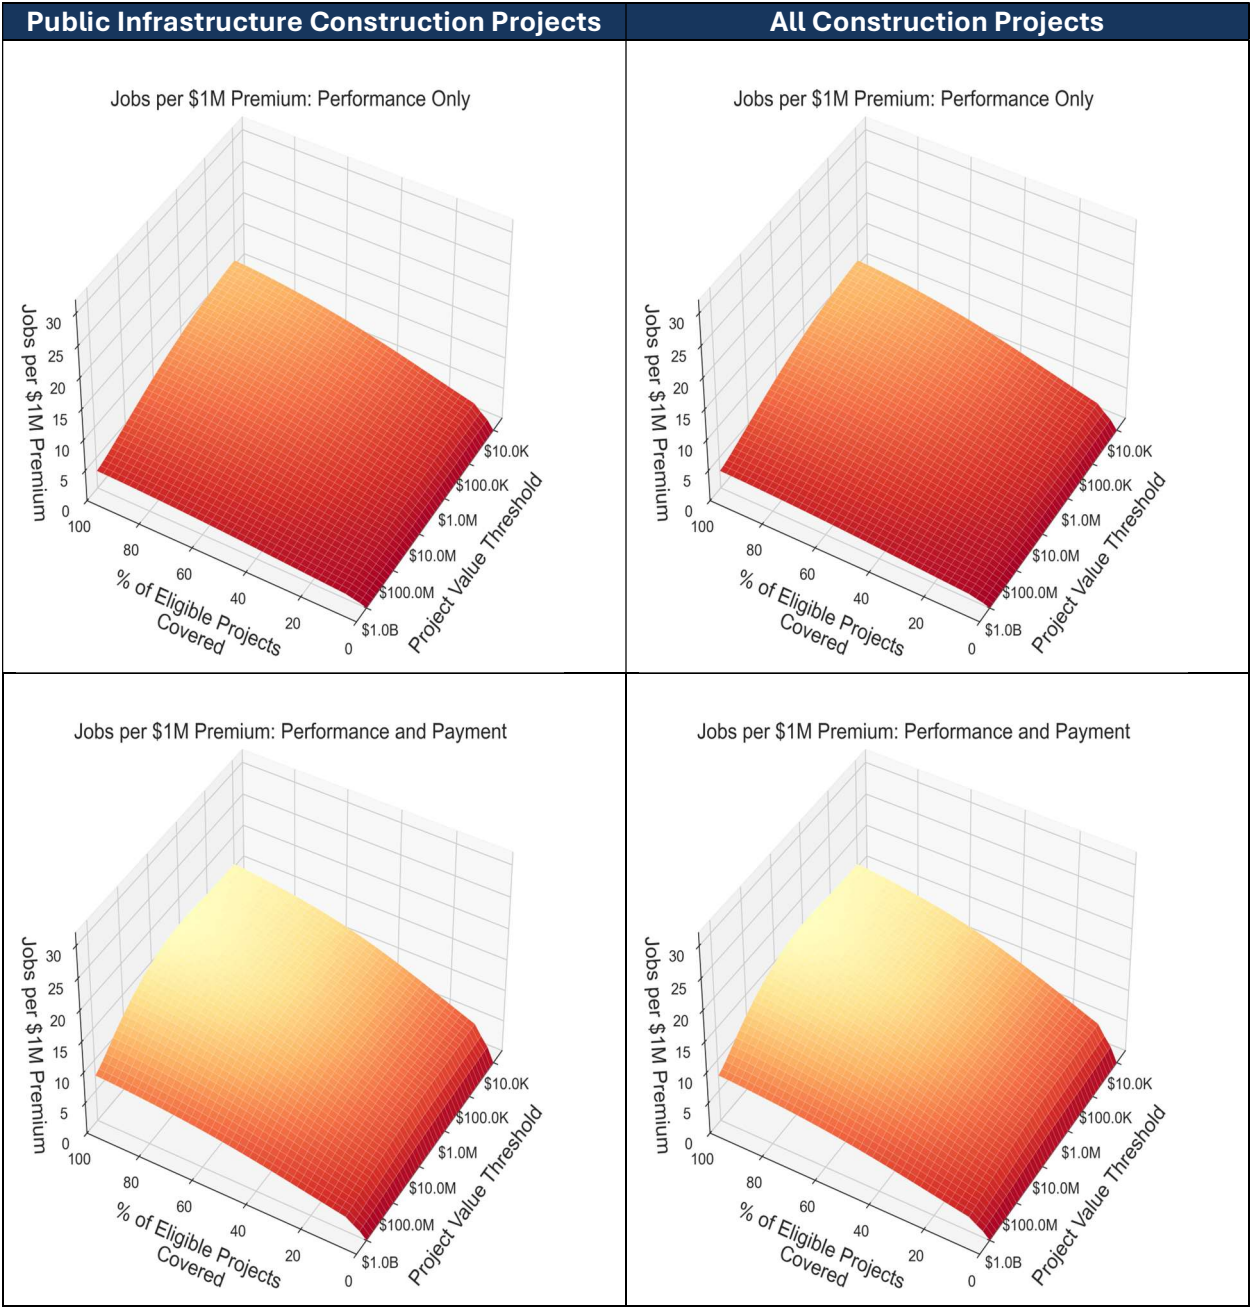 Public Infrastructure Construction Projects
All Construction Projects
Jobs per $1M Premium: Performance Only
30
25
20
15
10
5
0
Jobs per $1M Premium
100
80
60
40
20
0
% of Eligible Projects
Covered
$10.0K
$100.0K
$1.0M
$10.0M
$100.0M
$1.0B
Project Value Threshold
Jobs per $1M Premium: Performance Only
30
25
20
15
10
5
0
Jobs per $1M Premium
100
80
60
40
20
0
% of Eligible Projects
Covered
$10.0K
$100.0K
$1.0M
$10.0M
$100.0M
$1.0B
Project Value Threshold
Jobs per $1M Premium: Performance and Payment
30
25
20
15
10
5
0
Jobs per $1M Premium
100
80
60
40
20
0
% of Eligible Projects
Covered
$10.0K
$100.0K
$1.0M
$10.0M
$100.0M
$1.0B
Project Value Threshold
Jobs per $1M Premium: Performance and Payment
30
25
20
15
10
5
0
Jobs per $1M Premium
100
80
60
40
20
0
% of Eligible Projects
Covered
$10.0K
$100.0K
$1.0M
$10.0M
$100.0M
$1.0B
Project Value Threshold